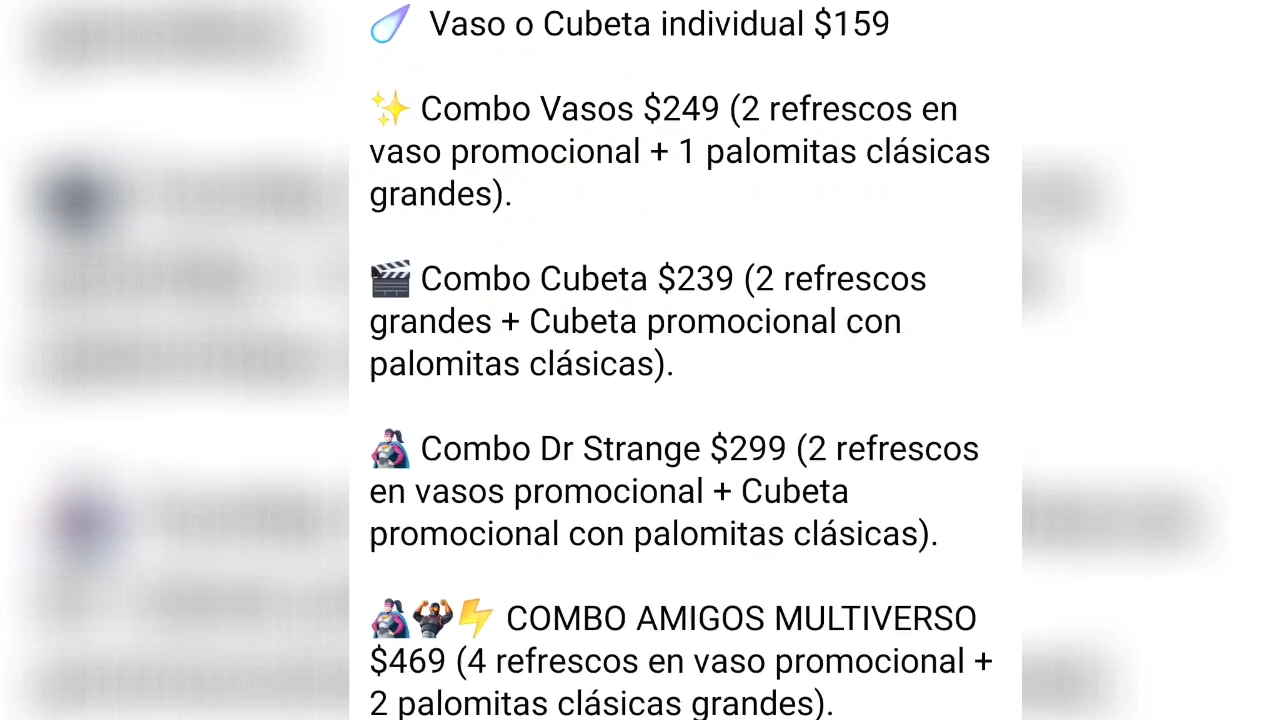 Vaso o Cubeta individual $159
✨ Combo Vasos $249 (2 refrescos en
vaso promocional + 1 palomitas clásicas
grandes).
🎬 Combo Cubeta $239 (2 refrescos
grandes + Cubeta promocional con
palomitas clásicas).
🦸‍♀️ Combo Dr Strange $299 (2 refrescos
en vasos promocional + Cubeta
promocional con palomitas clásicas).
⚡ COMBO AMIGOS MULTIVERSO
$469 (4 refrescos en vaso promocional +
2 palomitas clásicas grandes).